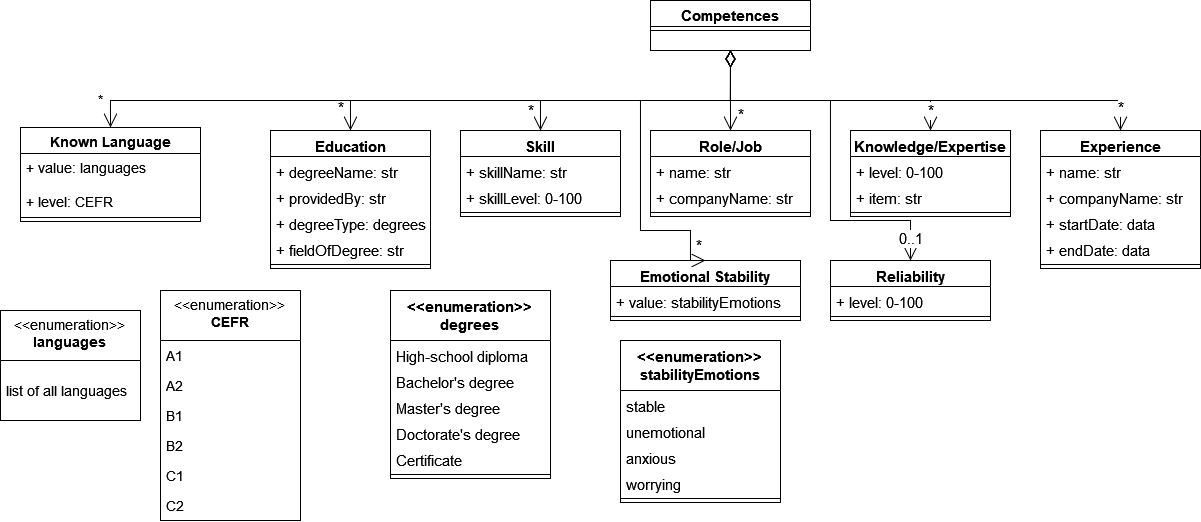 Competences
*
*
*
*
*
*
Known Language
+ value: languages
+ level: CEFR
Education
+ degreeName: str
+ providedBy: str
+ degreeType: degrees
+ fieldOfDegree: str
Skill
+ skillName: str
+ skillLevel: 0-100
Role/Job
+ name: str
+ companyName: str
Knowledge/Expertise
+ level: 0-100
+ item: str
Experience
+ name: str
+ companyName: str
+ startDate: data
+ endDate: data
*
Emotional Stability
+ value: stabilityEmotions
0..1
Reliability
+ level: 0-100
<<enumeration>>
languages
list of all languages
<<enumeration>>
CEFR
A1
A2
B1
B2
C1
C2
<<enumeration>>
degrees
High-school diploma
Bachelor's degree
Master's degree
Doctorate's degree
Certificate
<<enumeration>>
stabilityEmotions
stable
unemotional
anxious
worrying